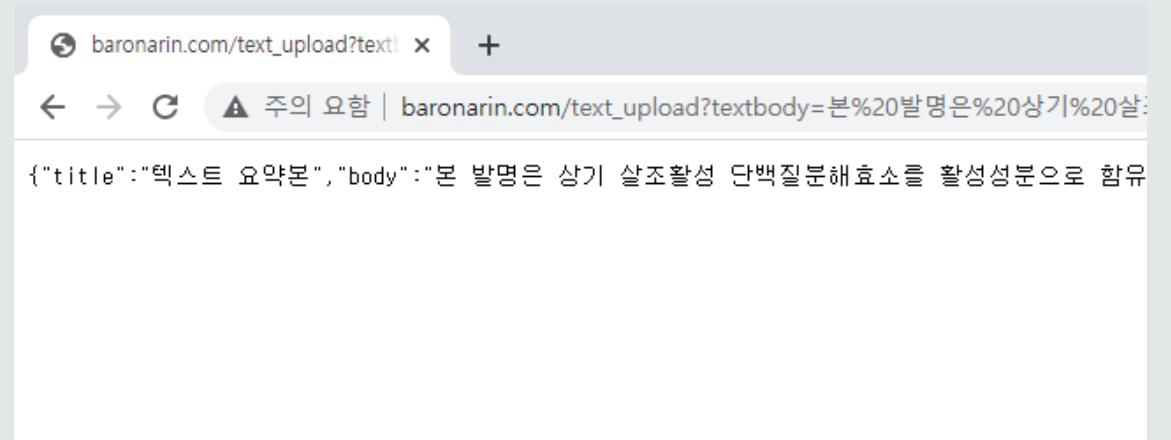 baronarin.com/text_upload?text
주의 요함 | baronarin.com/text_upload?textbody=본%20발명은%20상기%20살
{"title":"텍스트 요약본","body":"본 발명은 상기 살조활성 단백질분해효소를 활성성분으로 함유